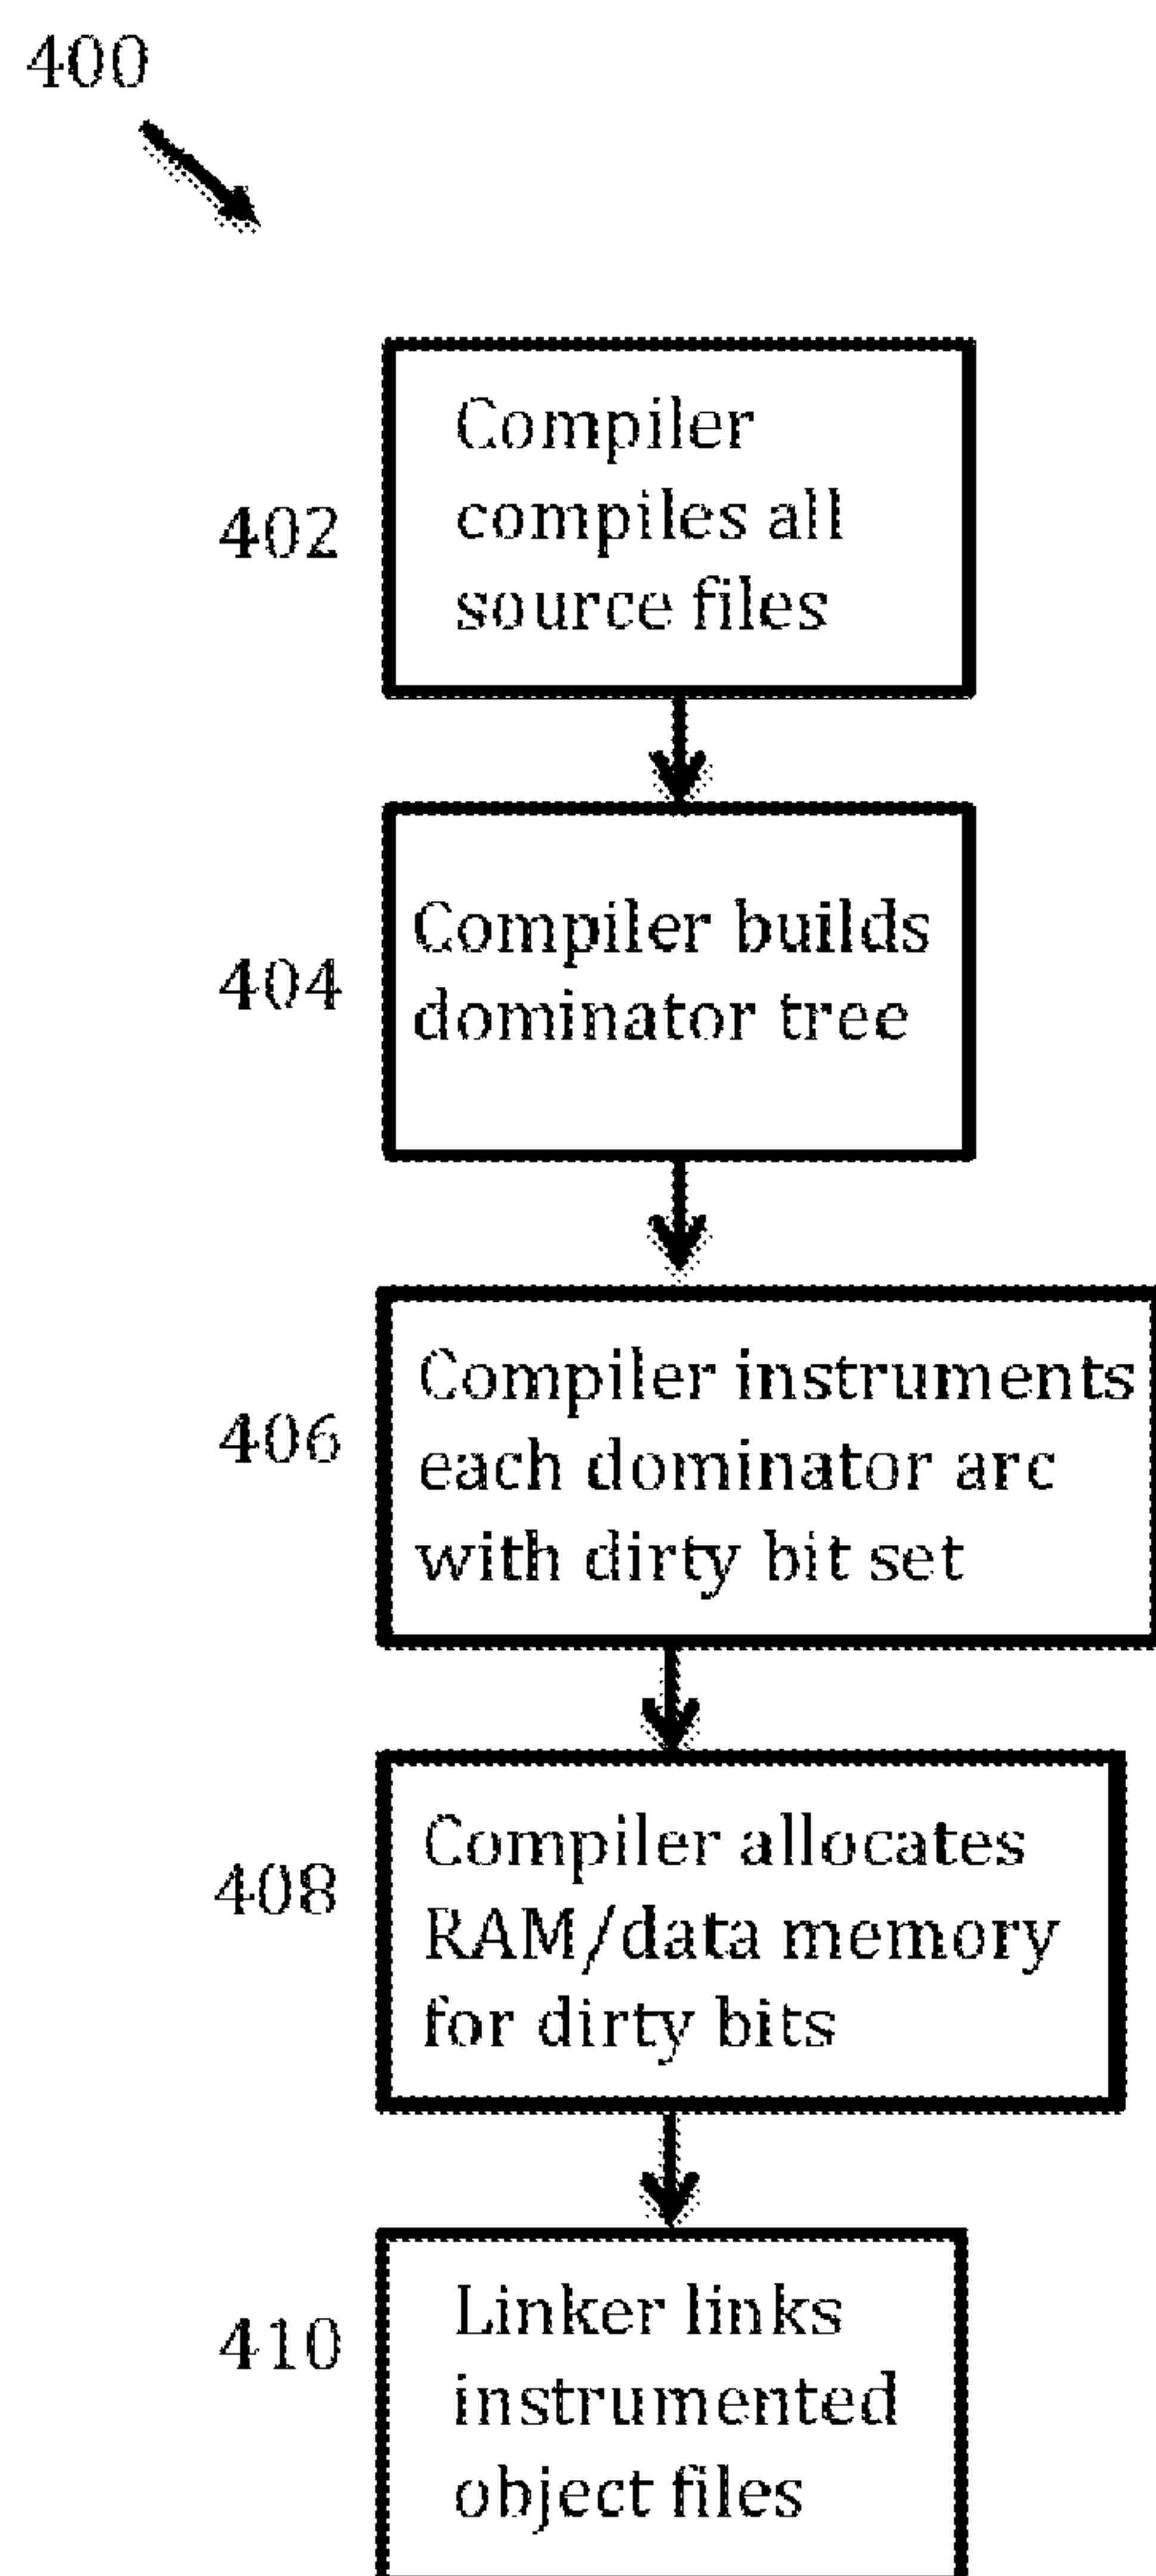 400
402
Compiler
compiles all
source files
404
Compiler builds
dominator tree
406
Compiler instruments
each dominator arc
with dirty bit set
408
Compiler allocates
RAM/data memory
for dirty bits
410
Linker links
instrumented
object files